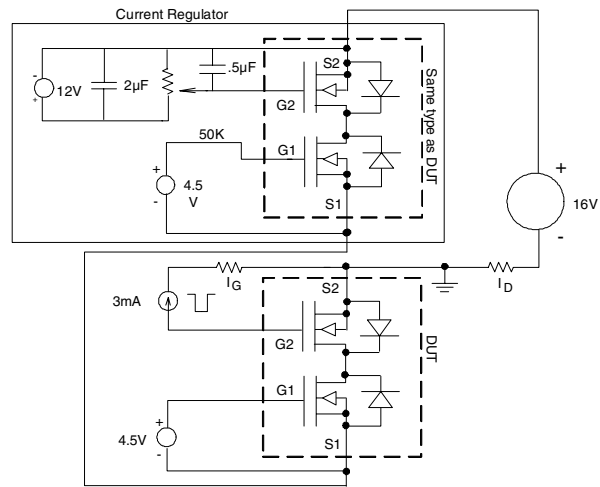 Current Regulator
-
12V
+
2µF
.5µF
S2
G2
50K
G1
+
4.5
V
-
S1
Same type as DUT
+
16V
-
I_G
I_D
3mA
S2
G2
G1
+
4.5V
-
S1
DUT